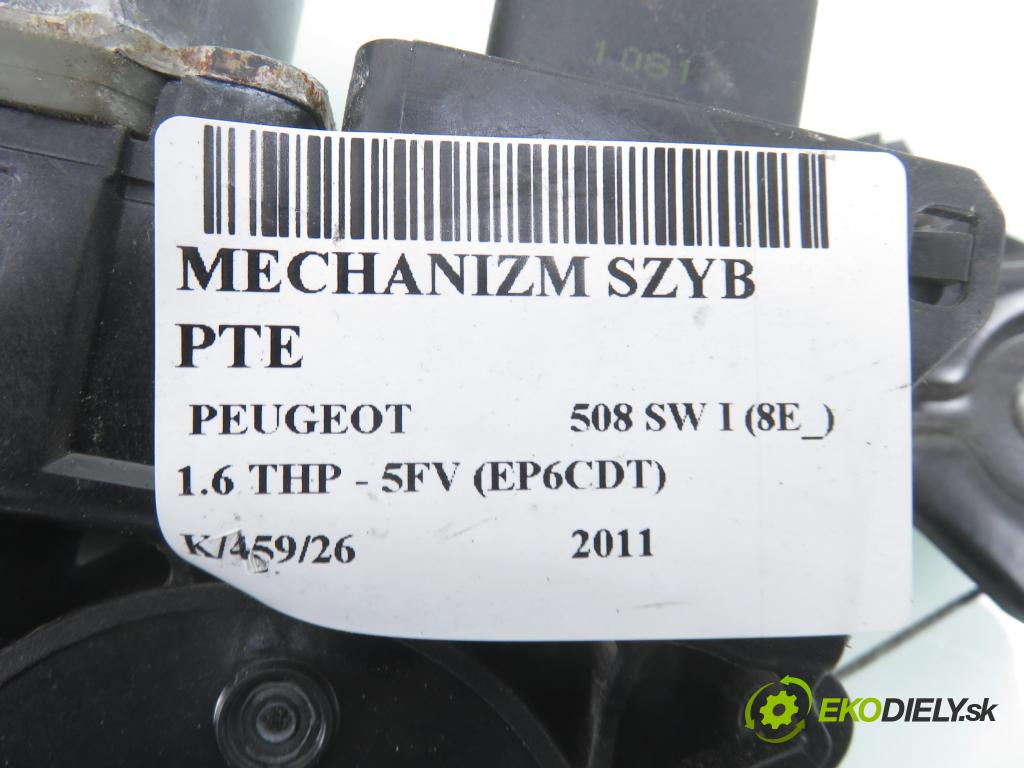 1081
MECHANIZM SZYB
PTE
PEUGEOT 508 SW I (8E_)
1.6 THP - 5FV (EP6CDT)
K/459/26 2011
EKODIELY.sk